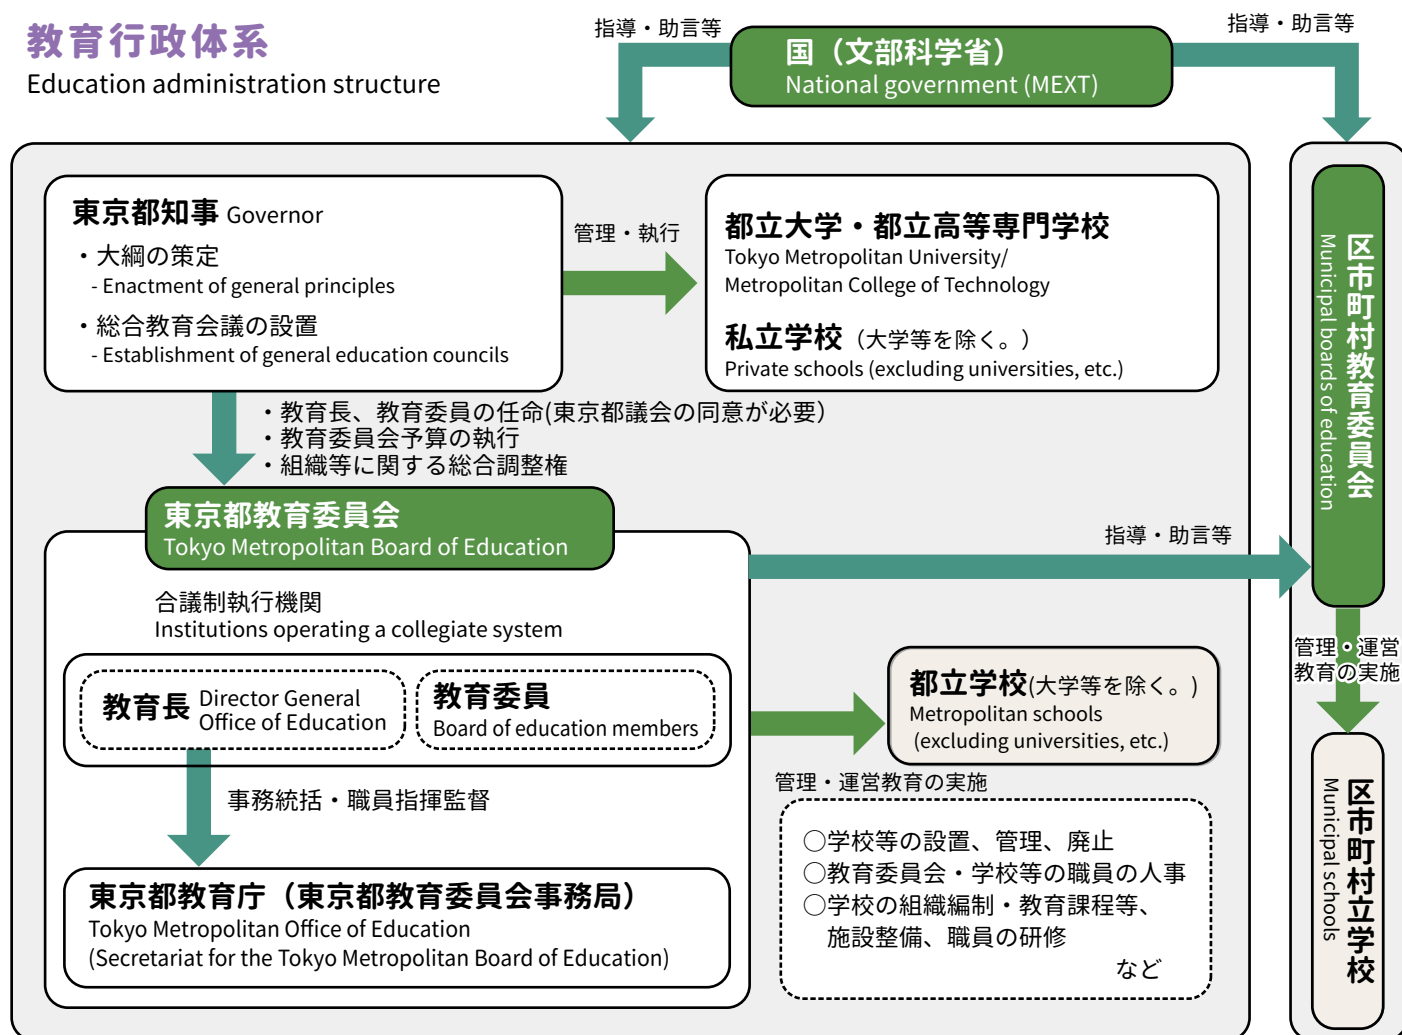 教育行政体系
Education administration structure
指導・助言等
国（文部科学省）
National government (MEXT)
指導・助言等
東京都知事 Governor
・大綱の策定
- Enactment of general principles
・総合教育会議の設置
- Establishment of general education councils
管理・執行
都立大学・都立高等専門学校
Tokyo Metropolitan University/
Metropolitan College of Technology
私立学校（大学等を除く。）
Private schools (excluding universities, etc.)
・教育長、教育委員の任命(東京都議会の同意が必要）
・教育委員会予算の執行
・組織等に関する総合調整権
東京都教育委員会
Tokyo Metropolitan Board of Education
指導・助言等
合議制執行機関
Institutions operating a collegiate system
教育長 Director General
Office of Education
教育委員
Board of education members
事務統括・職員指揮監督
東京都教育庁（東京都教育委員会事務局）
Tokyo Metropolitan Office of Education
(Secretariat for the Tokyo Metropolitan Board of Education)
都立学校(大学等を除く。)
Metropolitan schools
(excluding universities, etc.)
管理・運営教育の実施
○学校等の設置、管理、廃止
○教育委員会・学校等の職員の人事
○学校の組織編制・教育課程等、
施設整備、職員の研修
など
区市町村教育委員会
Municipal boards of education
管理・運営
教育の実施
区市町村立学校
Municipal schools